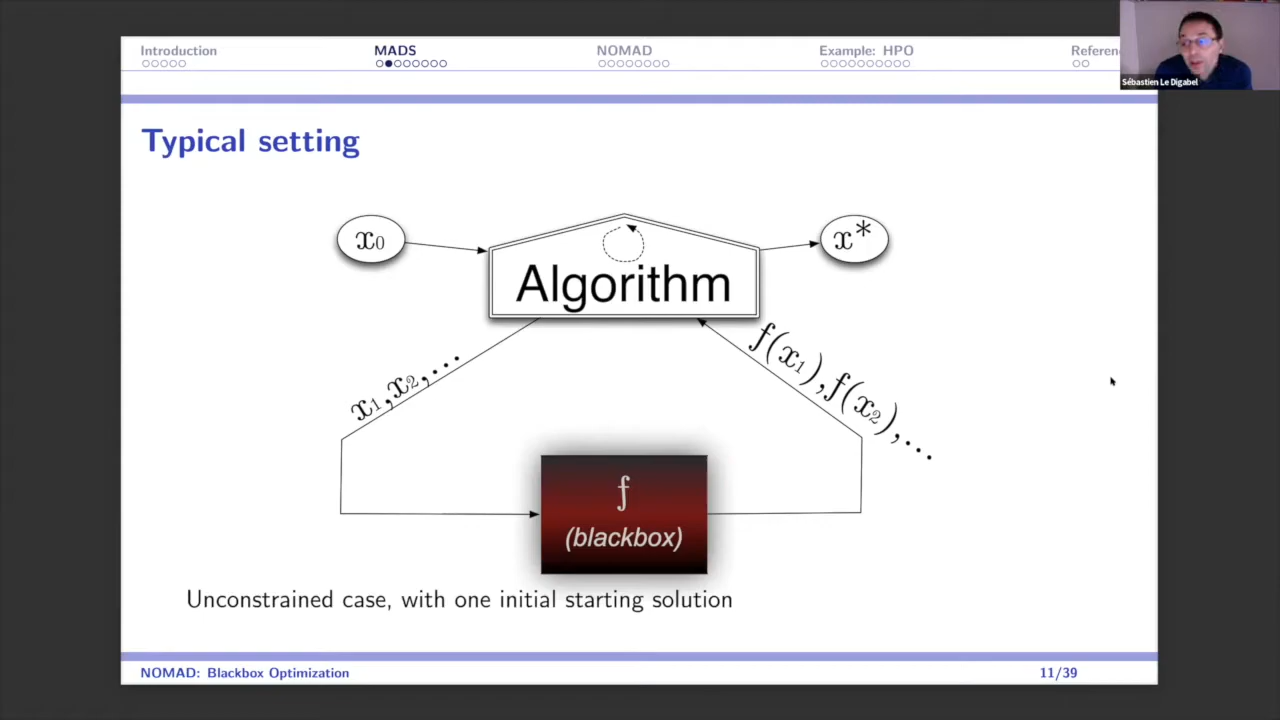 Introduction
MADS
NOMAD
Example: HPO
Referen
Sébastien Le Digabel
Typical setting
x₀
x*
Algorithm
x₁,x₂,...
f(x₁),f(x₂),...
f
(blackbox)
Unconstrained case, with one initial starting solution
NOMAD: Blackbox Optimization
11/39